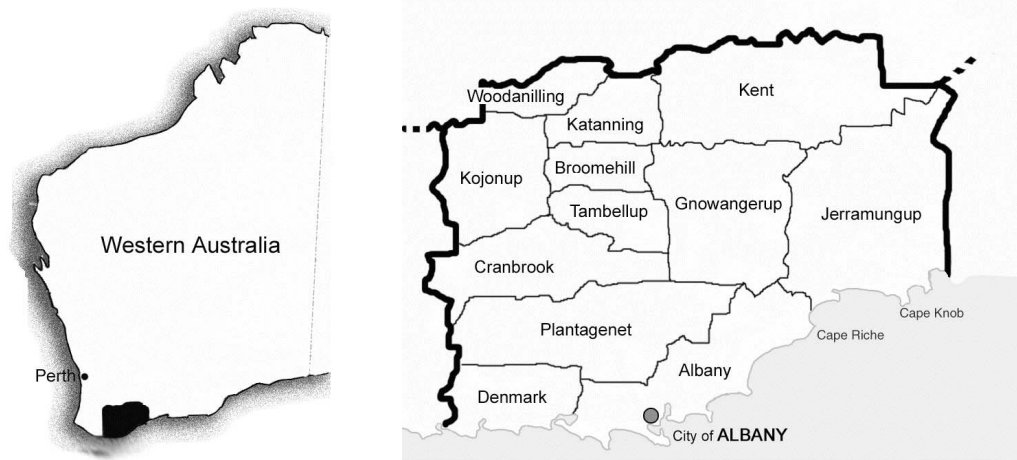 Western Australia
Perth
Woodanilling
Kent
Katanning
Kojonup
Broomehill
Tambellup
Gnowangerup
Jerramungup
Cranbrook
Plantagenet
Cape Knob
Cape Riche
Albany
Denmark
City of ALBANY